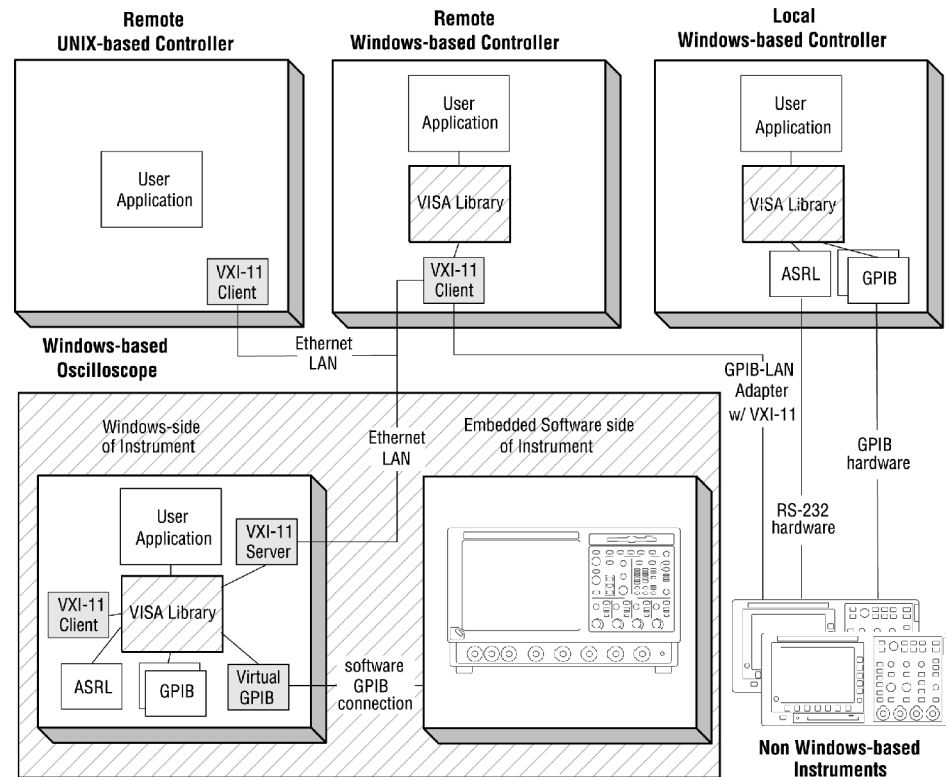 Remote
UNIX-based Controller
Remote
Windows-based Controller
Local
Windows-based Controller
User
Application
VXI-11
Client
User
Application
VISA Library
VXI-11
Client
User
Application
VISA Library
ASRL
GPIB
Ethernet
LAN
Windows-based
Oscilloscope
GPIB-LAN
Adapter
w/ VXI-11
GPIB
hardware
RS-232
hardware
Windows-side
of Instrument
Ethernet
LAN
Embedded Software side
of Instrument
User
Application
VXI-11
Server
VXI-11
Client
VISA Library
ASRL
GPIB
Virtual
GPIB
software
GPIB
connection
Non Windows-based
Instruments